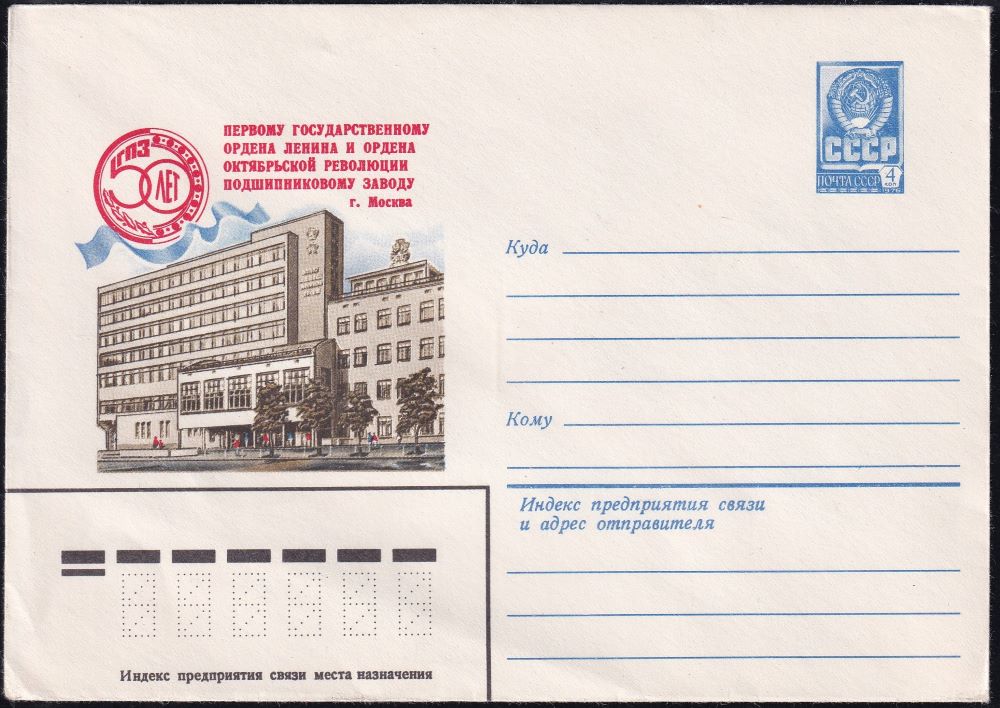 1ГПЗ
50 ЛЕТ
ПЕРВОМУ ГОСУДАРСТВЕННОМУ
ОРДЕНА ЛЕНИНА И ОРДЕНА
ОКТЯБРЬСКОЙ РЕВОЛЮЦИИ
ПОДШИПНИКОВОМУ ЗАВОДУ
г. Москва
СССР
ПОЧТА СССР
4
КОП
1976
Куда
Кому
Индекс предприятия связи
и адрес отправителя
Индекс предприятия связи места назначения